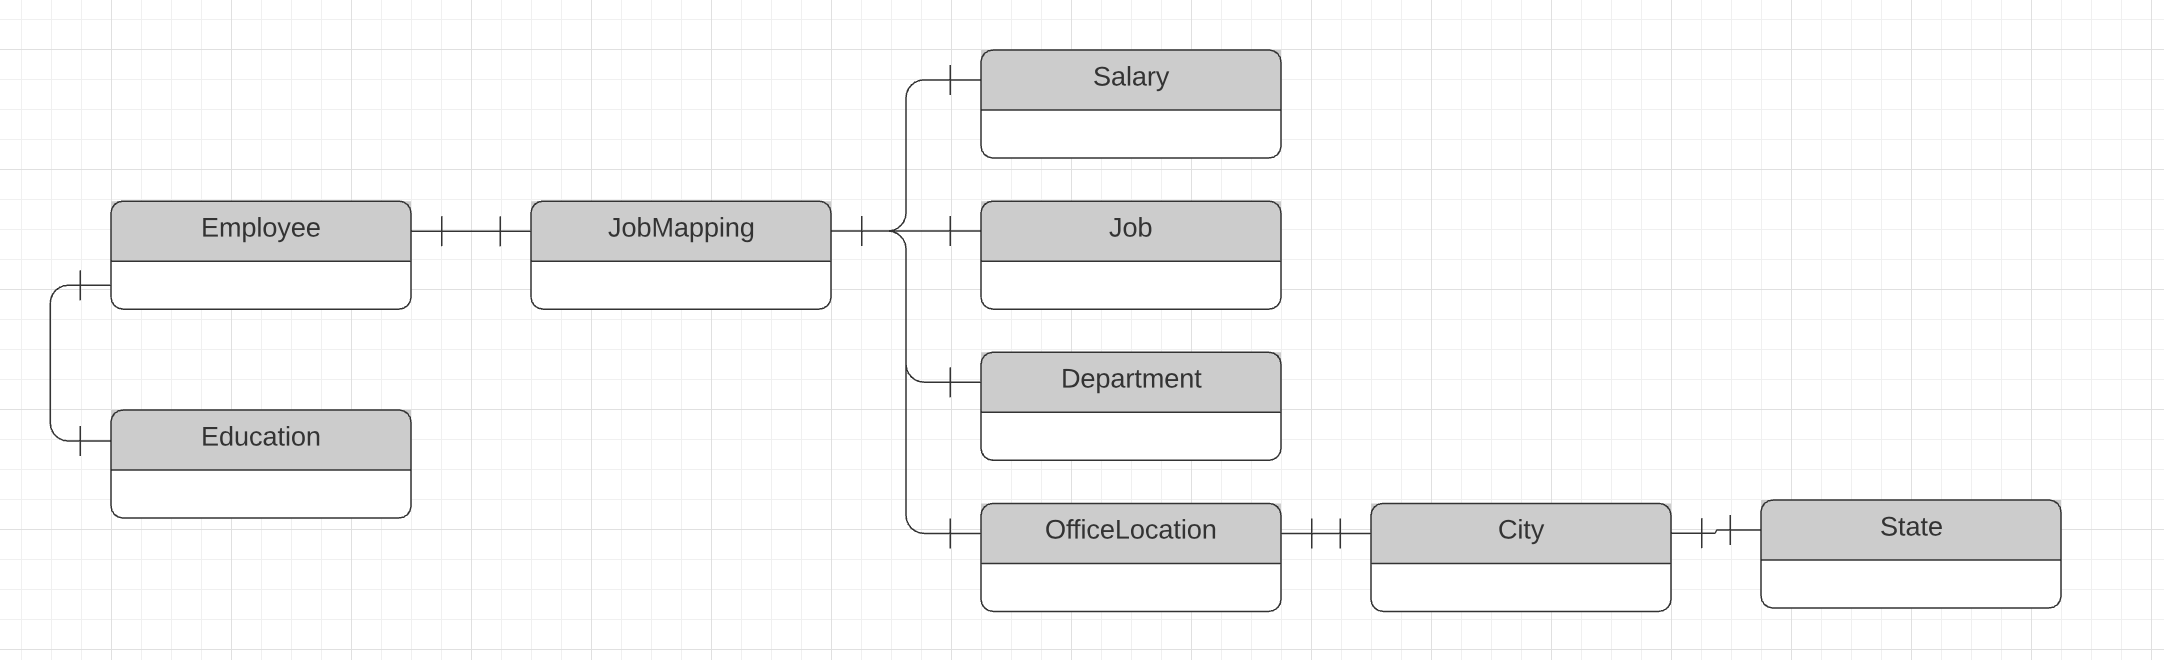 Salary
Employee
JobMapping
Job
Department
Education
OfficeLocation
City
State